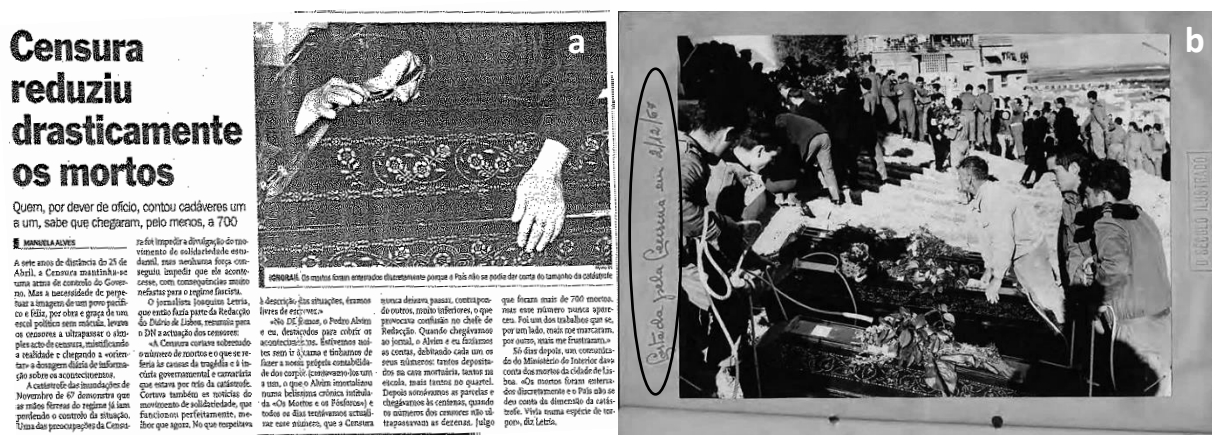 Censura
reduziu
drasticamente
os mortos
Quem, por dever de ofício, contou cadáveres um
a um, sabe que chegaram, pelo menos, a 700
MANUELA ALVES
A sete anos de distância do 25 de
Abril, a Censura mantinha-se
uma arma de controlo do Gover-
no. Mas a necessidade de perpe-
tuar a imagem de um povo pacífi-
co e feliz, por obra e graça de um
escol político sem mácula, levava
os censores a ultrapassar o sim-
ples acto de censura, mistificando
a realidade e chegando a «orien-
tar» a dosagem diária de informa-
ção sobre os acontecimentos.
A catástrofe das inundações de
Novembro de 67 demonstra que
as mãos férreas do regime já iam
perdendo o controlo da situação.
Uma das preocupações da Censu-
ra foi impedir a divulgação do mo-
vimento de solidariedade estu-
dantil, mas nenhuma força con-
seguiu impedir que ele aconte-
cesse, com consequências muito
nefastas para o regime fascista.
O jornalista Joaquim Letria,
que então fazia parte da Redacção
do Diário de Lisboa, resumiu para
o DN a actuação dos censores:
«A Censura cortava sobretudo
o número de mortos e o que se re-
feria às causas da tragédia e à in-
cúria governamental e camarária
que estava por trás da catástrofe.
Cortava também as notícias do
movimento de solidariedade, que
funcionou perfeitamente, me-
lhor que agora. No que respeitava
a
IGNORAR. Os mortos foram enterrados discretamente porque o País não se podia dar conta do tamanho da catástrofe
à descrição das situações, éramos
livres de escrever.»
«No DL fomos, o Pedro Alvim
e eu, destacados para cobrir os
acontecimentos. Estivemos noi-
tes sem ir à cama e tínhamos de
fazer a nossa própria contabilida-
de dos corpos (contavamo-los um
a um, o que o Alvim imortalizou
numa belíssima crónica intitula-
da «Os Mortos e os Fósforos») e
todos os dias tentávamos actuali-
zar esse número, que a Censura
nunca deixava passar, contrapon-
do outros, muito inferiores, o que
provocava confusão no chefe de
Redacção. Quando chegávamos
ao jornal, o Alvim e eu fazíamos
as contas, debitando cada um os
seus números: tantos deposita-
dos na casa mortuária, tantos na
escola, mais tantos no quartel.
Depois somávamos as parcelas e
chegávamos às centenas, quando
os números dos censores não ul-
trapassavam as dezenas. Julgo
que foram mais de 700 mortos,
mas esse número nunca apare-
ceu. Foi um dos trabalhos que se,
por um lado, mais me marcaram,
por outro, mais me frustraram.»
Só dias depois, um comunica-
do do Ministério do Interior dava
conta dos mortos da cidade de Lis-
boa. «Os mortos foram enterra-
dos discretamente e o País não se
deu conta da dimensão da catás-
trofe. Vivia numa espécie de tor-
por», diz Letria.
b
Cortada pela Censura em 2/12/67
O SÉCULO ILUSTRADO